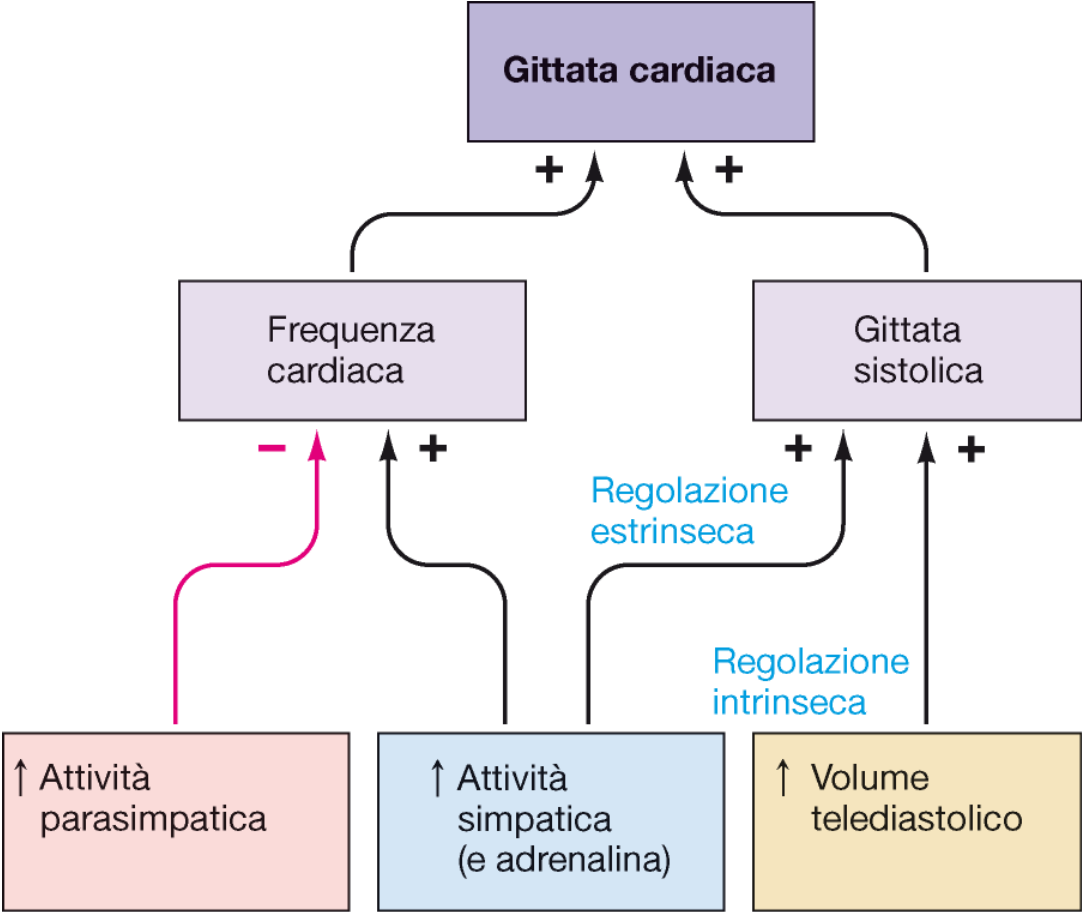 Gittata cardiaca
+
+
Frequenza
cardiaca
Gittata
sistolica
−
+
+
+
Regolazione
estrinseca
Regolazione
intrinseca
↑ Attività
parasimpatica
↑ Attività
simpatica
(e adrenalina)
↑ Volume
telediastolico